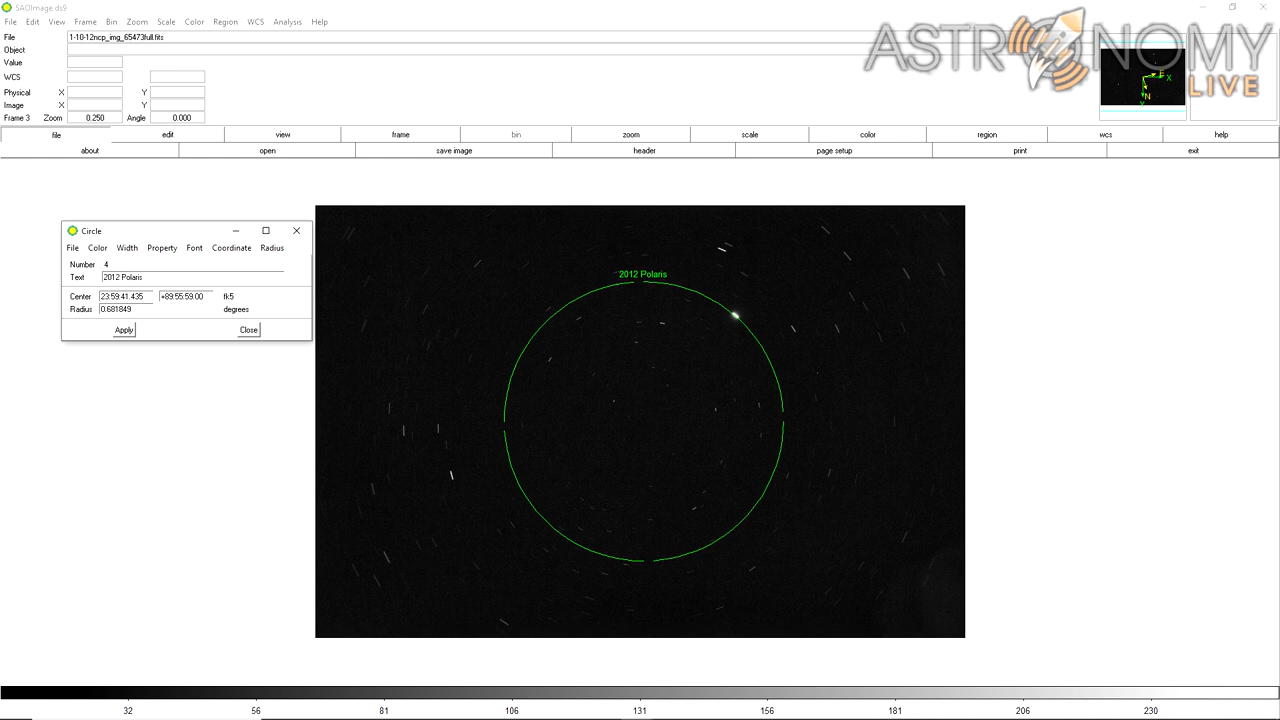 SAOImage ds9
File Edit View Frame Bin Zoom Scale Color Region WCS Analysis Help
File 1-10-12ncp_img_65473full.fits
Object
Value
WCS
Physical X Y
Image X Y
Frame 3 Zoom 0.250 Angle 0.000
ASTRONOMY
LIVE
E
X
N
Y
file edit view frame bin zoom scale color region wcs help
about open save image header page setup print exit
Circle
File Color Width Property Font Coordinate Radius
Number 4
Text 2012 Polaris
Center 23:59:41.435 +89:55:59.00 fk5
Radius 0.681849 degrees
Apply Close
2012 Polaris
32 56 81 106 131 156 181 206 230